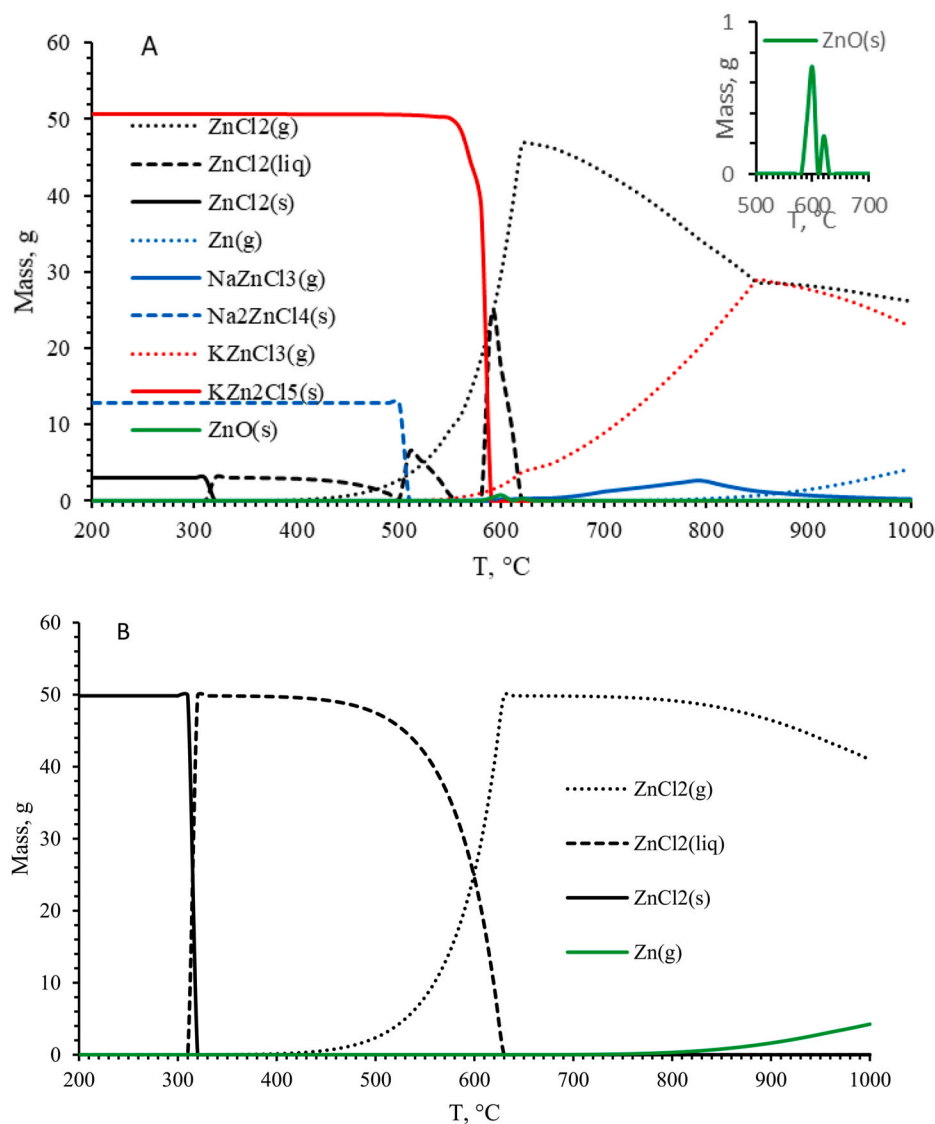 A
60
50
40
30
20
10
0
Mass, g
ZnCl2(g)
ZnCl2(liq)
ZnCl2(s)
Zn(g)
NaZnCl3(g)
Na2ZnCl4(s)
KZnCl3(g)
KZn2Cl5(s)
ZnO(s)
200 300 400 500 600 700 800 900 1000
T, °C
1
0
Mass, g
ZnO(s)
500 600 700
T, °C
B
60
50
40
30
20
10
0
Mass, g
ZnCl2(g)
ZnCl2(liq)
ZnCl2(s)
Zn(g)
200 300 400 500 600 700 800 900 1000
T, °C